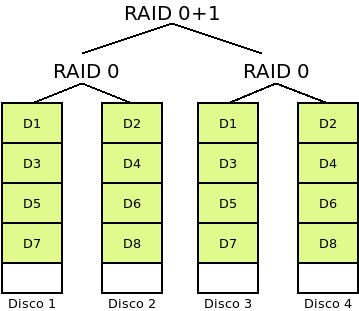 RAID 0+1
RAID 0 RAID 0
D1 D2 D1 D2
D3 D4 D3 D4
D5 D6 D5 D6
D7 D8 D7 D8
Disco 1 Disco 2 Disco 3 Disco 4